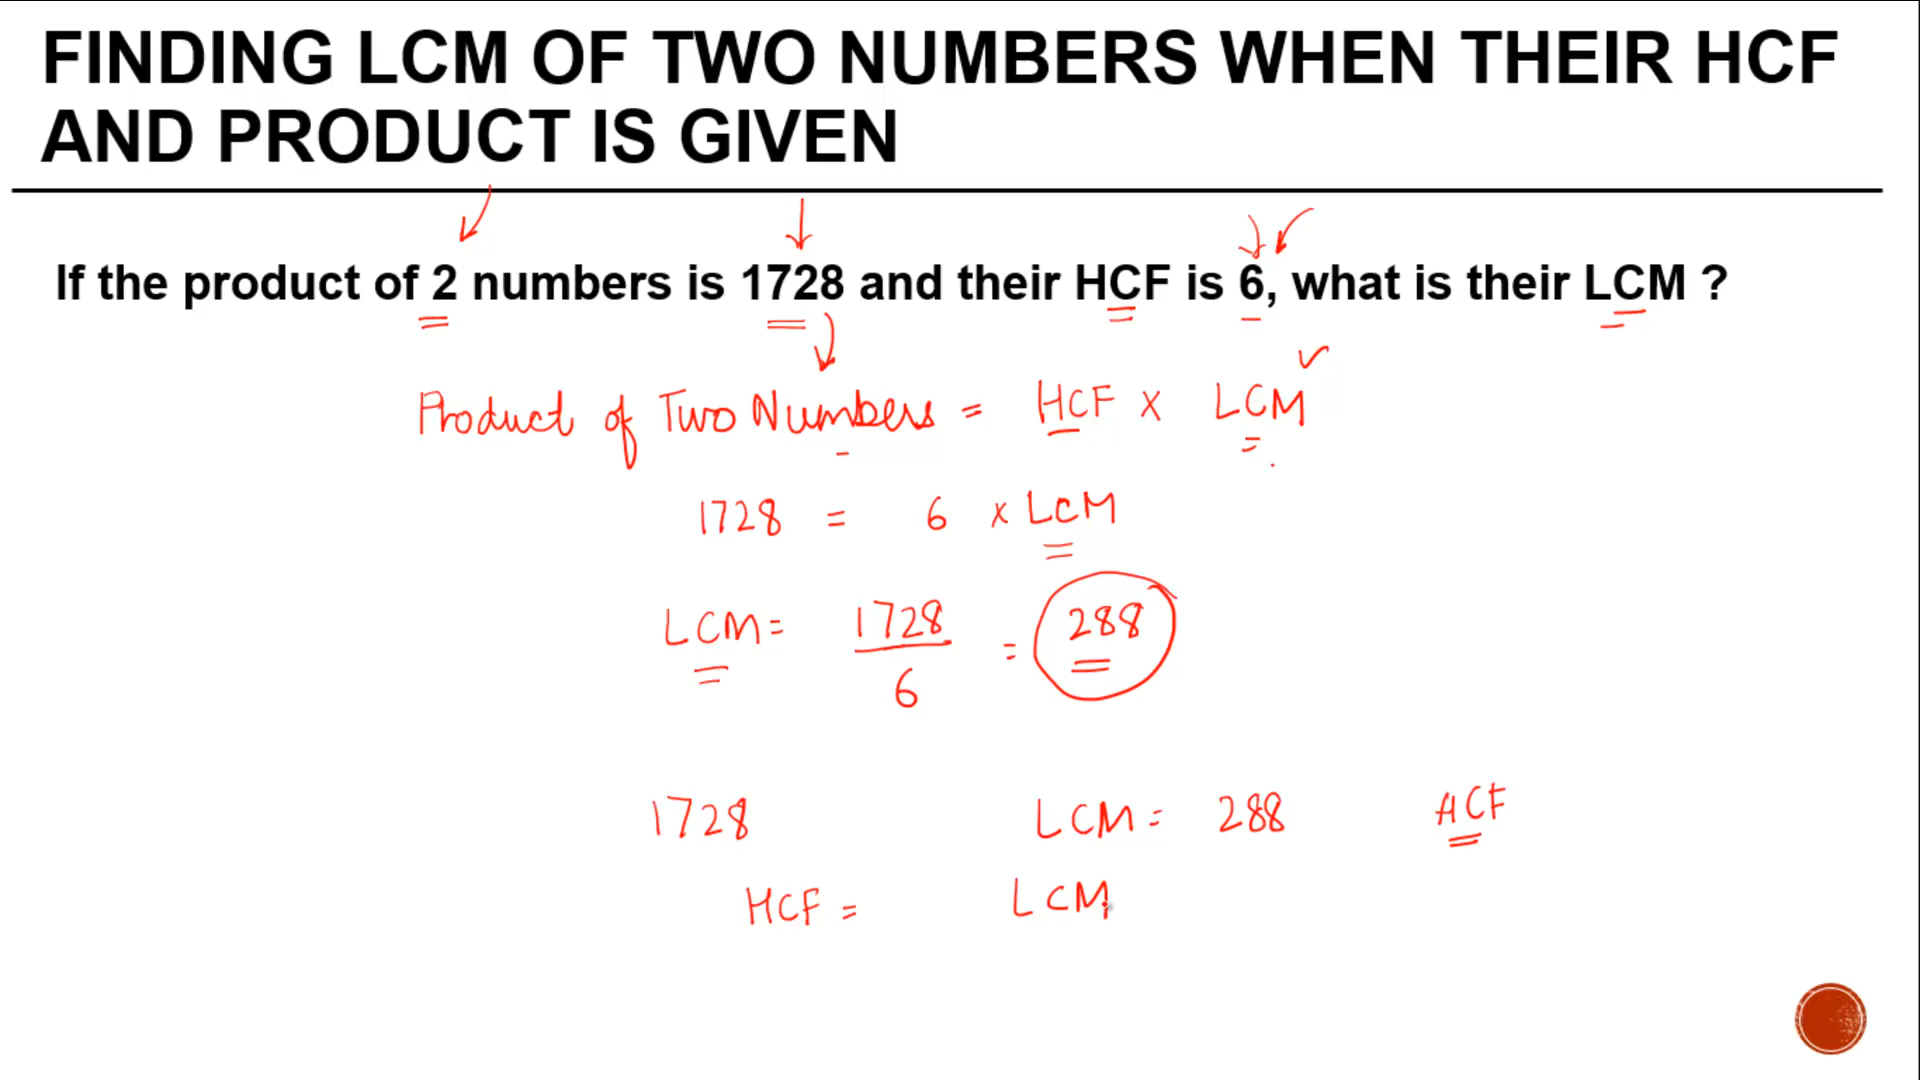 FINDING LCM OF TWO NUMBERS WHEN THEIR HCF
AND PRODUCT IS GIVEN
If the product of 2 numbers is 1728 and their HCF is 6, what is their LCM ?
Product of Two Numbers = HCF x LCM
1728 = 6 x LCM
LCM = 1728/6 = 288
1728 LCM = 288 HCF
HCF = LCM